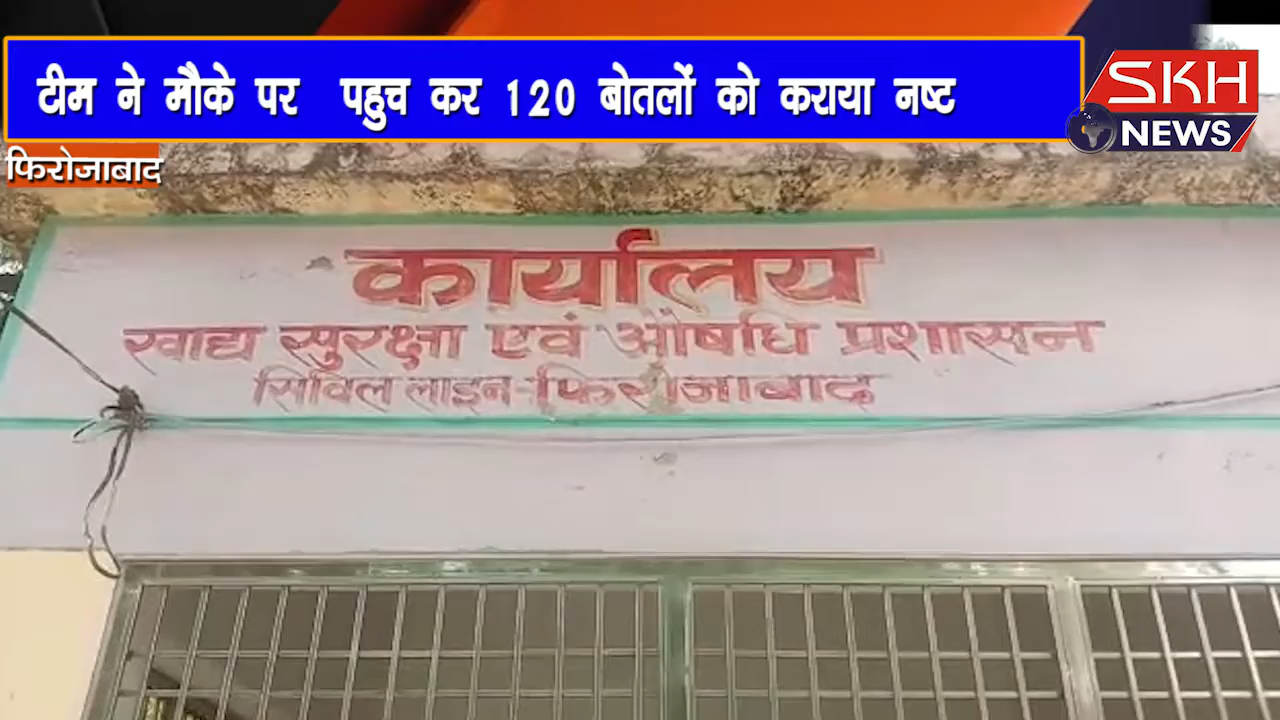 टीम ने मौके पर पहुच कर 120 बोतलों को कराया नष्ट
SKH
NEWS
फिरोजाबाद
कार्यालय
खाद्य सुरक्षा एवं औषधि प्रशासन
सिविल लाइन-फिरोजाबाद